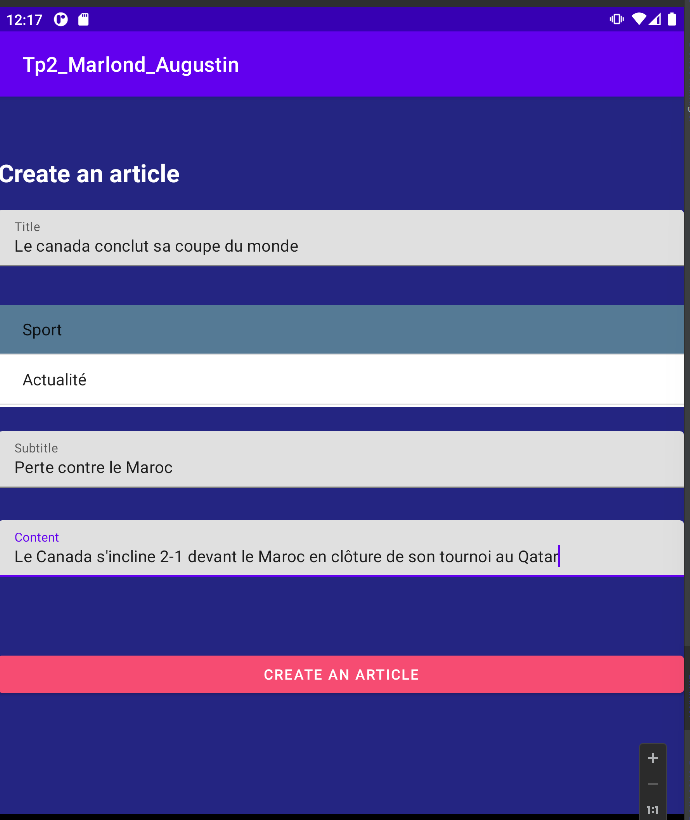 12:17
Tp2_Marlond_Augustin
Create an article
Title
Le canada conclut sa coupe du monde
Sport
Actualité
Subtitle
Perte contre le Maroc
Content
Le Canada s'incline 2-1 devant le Maroc en clôture de son tournoi au Qatar
CREATE AN ARTICLE
1:1